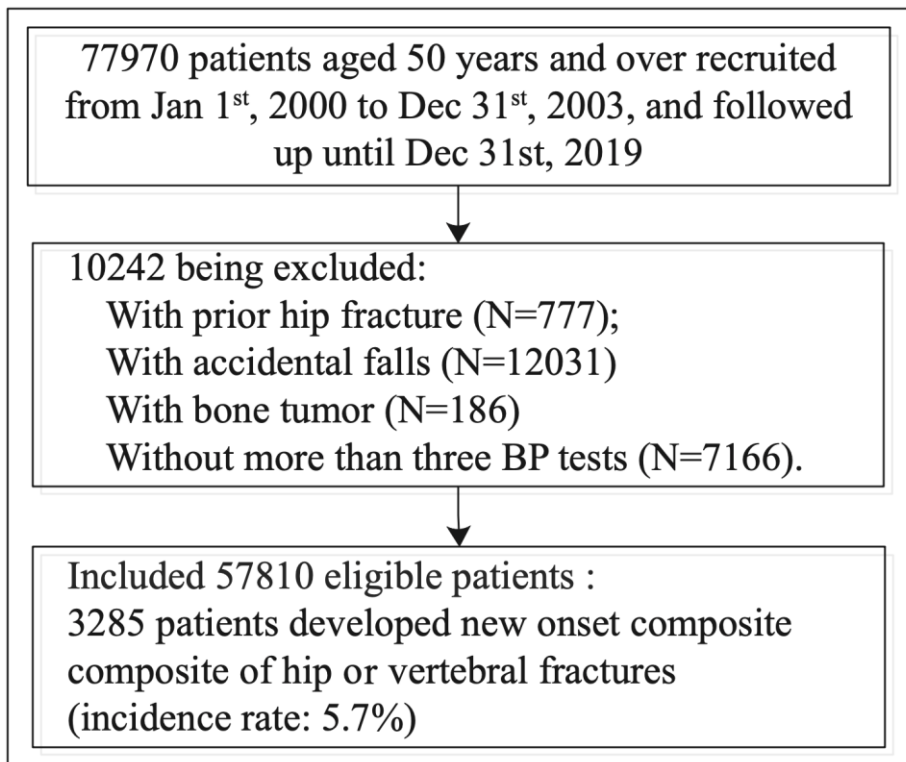 77970 patients aged 50 years and over recruited
from Jan 1st, 2000 to Dec 31st, 2003, and followed
up until Dec 31st, 2019
10242 being excluded:
With prior hip fracture (N=777);
With accidental falls (N=12031)
With bone tumor (N=186)
Without more than three BP tests (N=7166).
Included 57810 eligible patients :
3285 patients developed new onset composite
composite of hip or vertebral fractures
(incidence rate: 5.7%)